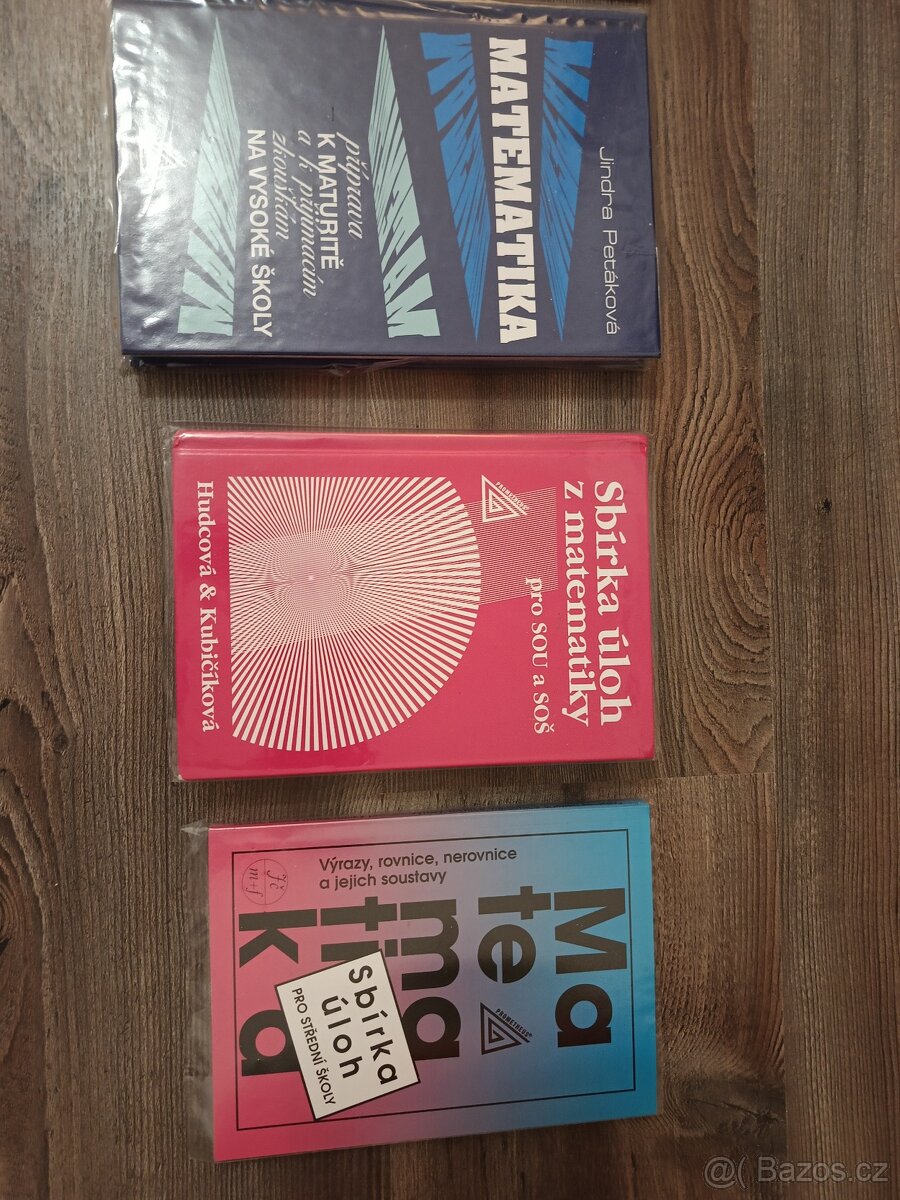 Jindra Petáková
MATEMATIKA
příprava
K MATURITĚ
a k přijímacím
zkouškám
NA VYSOKÉ ŠKOLY
Sbírka úloh
z matematiky
pro SOU a SOŠ
PROMETHEUS
Hudcová & Kubičíková
Ma
te
ma
ti
ka
PROMETHEUS
Výrazy, rovnice, nerovnice
a jejich soustavy
Sbírka
úloh
PRO STŘEDNÍ ŠKOLY
JČ
m+f
@( Bazos.cz